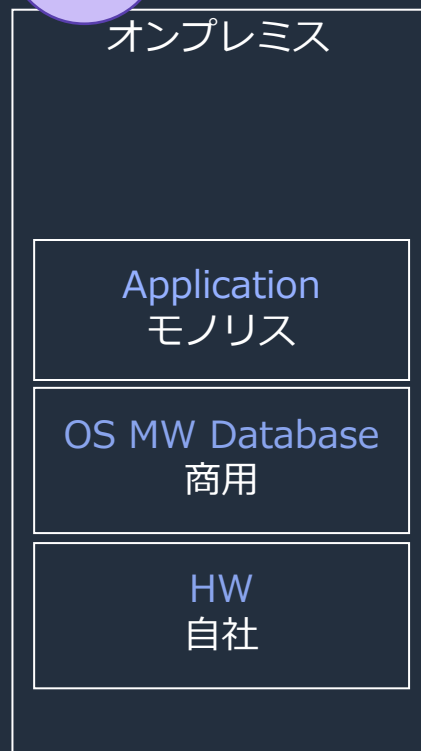 オンプレミス
Application
モノリス
OS MW Database
商用
HW
自社